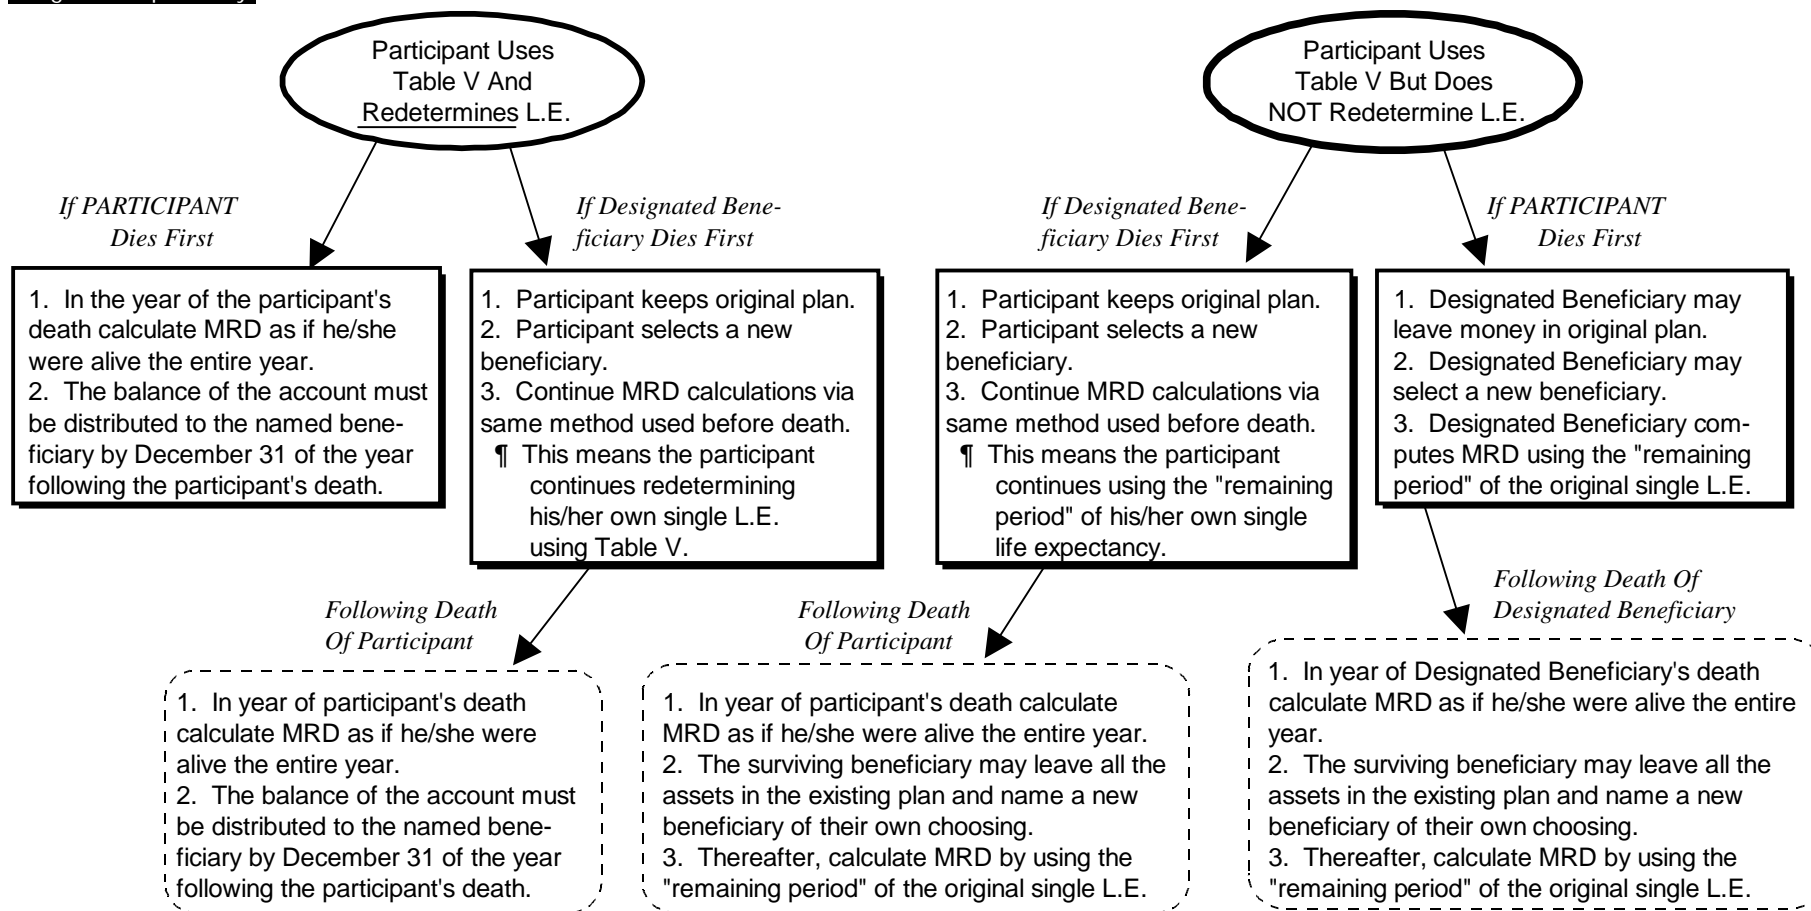 Participant Uses
Table V And
Redetermines L.E.
If PARTICIPANT
Dies First
If Designated Bene-
ficiary Dies First
1. In the year of the participant's
death calculate MRD as if he/she
were alive the entire year.
2. The balance of the account must
be distributed to the named bene-
ficiary by December 31 of the year
following the participant's death.
1. Participant keeps original plan.
2. Participant selects a new
beneficiary.
3. Continue MRD calculations via
same method used before death.
¶ This means the participant
continues redetermining
his/her own single L.E.
using Table V.
Following Death
Of Participant
1. In year of participant's death
calculate MRD as if he/she were
alive the entire year.
2. The balance of the account must
be distributed to the named bene-
ficiary by December 31 of the year
following the participant's death.
Participant Uses
Table V But Does
NOT Redetermine L.E.
If Designated Bene-
ficiary Dies First
If PARTICIPANT
Dies First
1. Participant keeps original plan.
2. Participant selects a new
beneficiary.
3. Continue MRD calculations via
same method used before death.
¶ This means the participant
continues using the "remaining
period" of his/her own single
life expectancy.
1. Designated Beneficiary may
leave money in original plan.
2. Designated Beneficiary may
select a new beneficiary.
3. Designated Beneficiary com-
putes MRD using the "remaining
period" of the original single L.E.
Following Death
Of Participant
1. In year of participant's death calculate
MRD as if he/she were alive the entire year.
2. The surviving beneficiary may leave all the
assets in the existing plan and name a new
beneficiary of their own choosing.
3. Thereafter, calculate MRD by using the
"remaining period" of the original single L.E.
Following Death Of
Designated Beneficiary
1. In year of Designated Beneficiary's death
calculate MRD as if he/she were alive the entire
year.
2. The surviving beneficiary may leave all the
assets in the existing plan and name a new
beneficiary of their own choosing.
3. Thereafter, calculate MRD by using the
"remaining period" of the original single L.E.